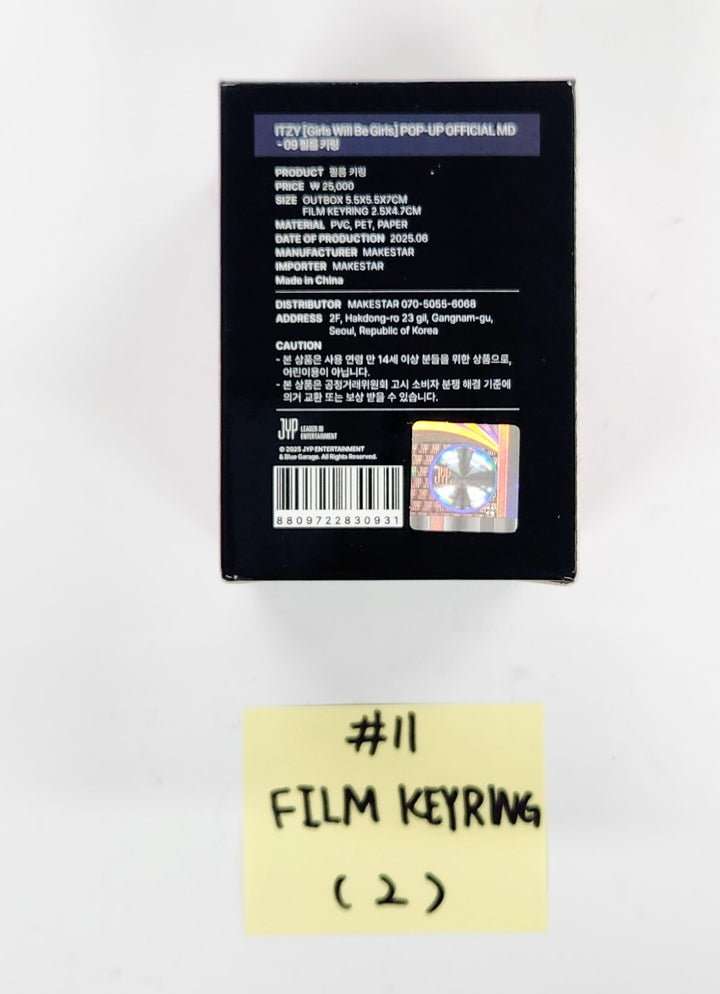 ITZY [Girls Will Be Girls] POP-UP OFFICIAL MD
- 09 필름 키링
PRODUCT 필름 키링
PRICE ₩ 25,000
SIZE OUTBOX 5.5X5.5X7CM
FILM KEYRING 2.5X4.7CM
MATERIAL PVC, PET, PAPER
DATE OF PRODUCTION 2025.06
MANUFACTURER MAKESTAR
IMPORTER MAKESTAR
Made in China
DISTRIBUTOR MAKESTAR 070-5055-6068
ADDRESS 2F, Hakdong-ro 23 gil, Gangnam-gu,
Seoul, Republic of Korea
CAUTION
- 본 상품은 사용 연령 만 14세 이상 분들을 위한 상품으로,
어린이용이 아닙니다.
- 본 상품은 공정거래위원회 고시 소비자 분쟁 해결 기준에
의거 교환 또는 보상 받을 수 있습니다.
JYP LEADER IN
ENTERTAINMENT
© 2025 JYP ENTERTAINMENT
& Blue Garage. All Rights Reserved.
JYP
8809722830931
#11
FILM KEYRING
(2)